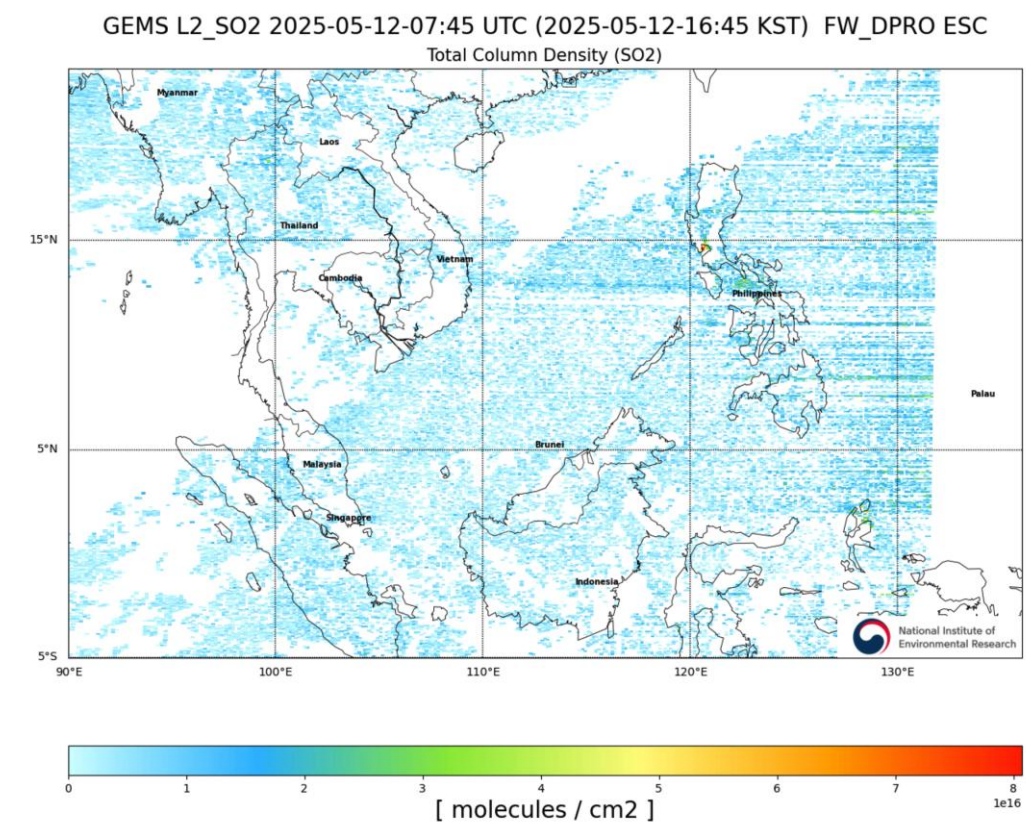 GEMS L2_SO2 2025-05-12-07:45 UTC (2025-05-12-16:45 KST)  FW_DPRO ESC
Total Column Density (SO2)
Myanmar
Laos
Thailand
15°N
Vietnam
Cambodia
Philippines
Palau
5°N
Brunei
Malaysia
Singapore
Indonesia
National Institute of
Environmental Research
5°S
90°E 100°E 110°E 120°E 130°E
0 1 2 3 4 5 6 7 8
1e16
[ molecules / cm2 ]